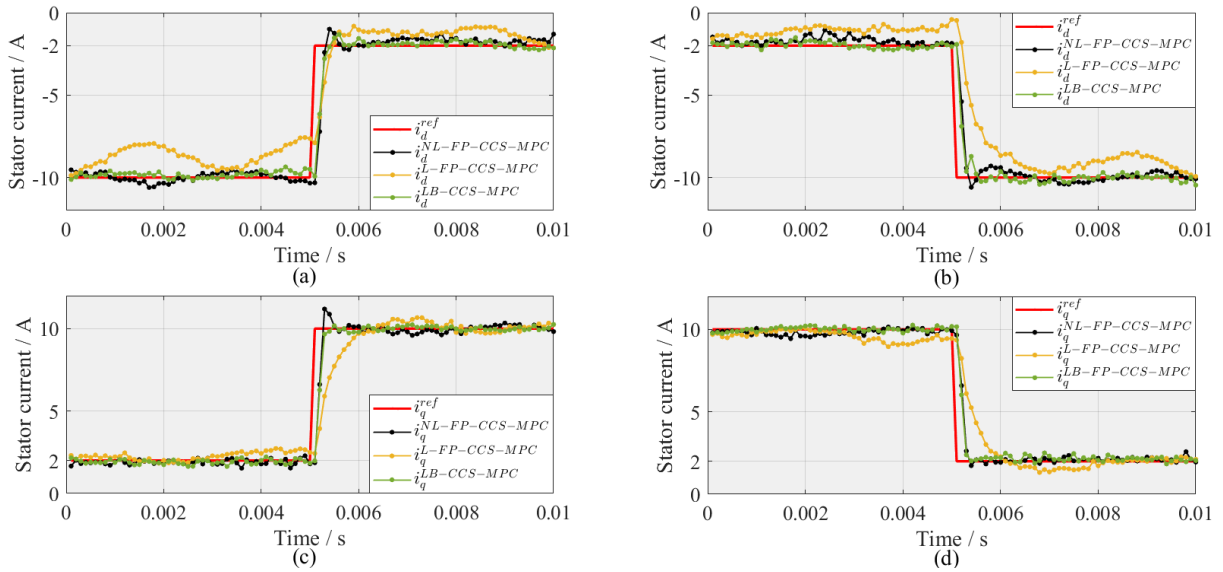 0
-2
-5
-10
Stator current / A
i_d^{ref}
i_d^{NL-FP-CCS-MPC}
i_d^{L-FP-CCS-MPC}
i_d^{LB-CCS-MPC}
0 0.002 0.004 0.006 0.008 0.01
Time / s
(a)
0
-2
-5
-10
Stator current / A
i_d^{ref}
i_d^{NL-FP-CCS-MPC}
i_d^{L-FP-CCS-MPC}
i_d^{LB-CCS-MPC}
0 0.002 0.004 0.006 0.008 0.01
Time / s
(b)
10
5
2
0
Stator current / A
i_q^{ref}
i_q^{NL-FP-CCS-MPC}
i_q^{L-FP-CCS-MPC}
i_q^{LB-CCS-MPC}
0 0.002 0.004 0.006 0.008 0.01
Time / s
(c)
10
5
2
0
Stator current / A
i_q^{ref}
i_q^{NL-FP-CCS-MPC}
i_q^{L-FP-CCS-MPC}
i_q^{LB-FP-CCS-MPC}
0 0.002 0.004 0.006 0.008 0.01
Time / s
(d)